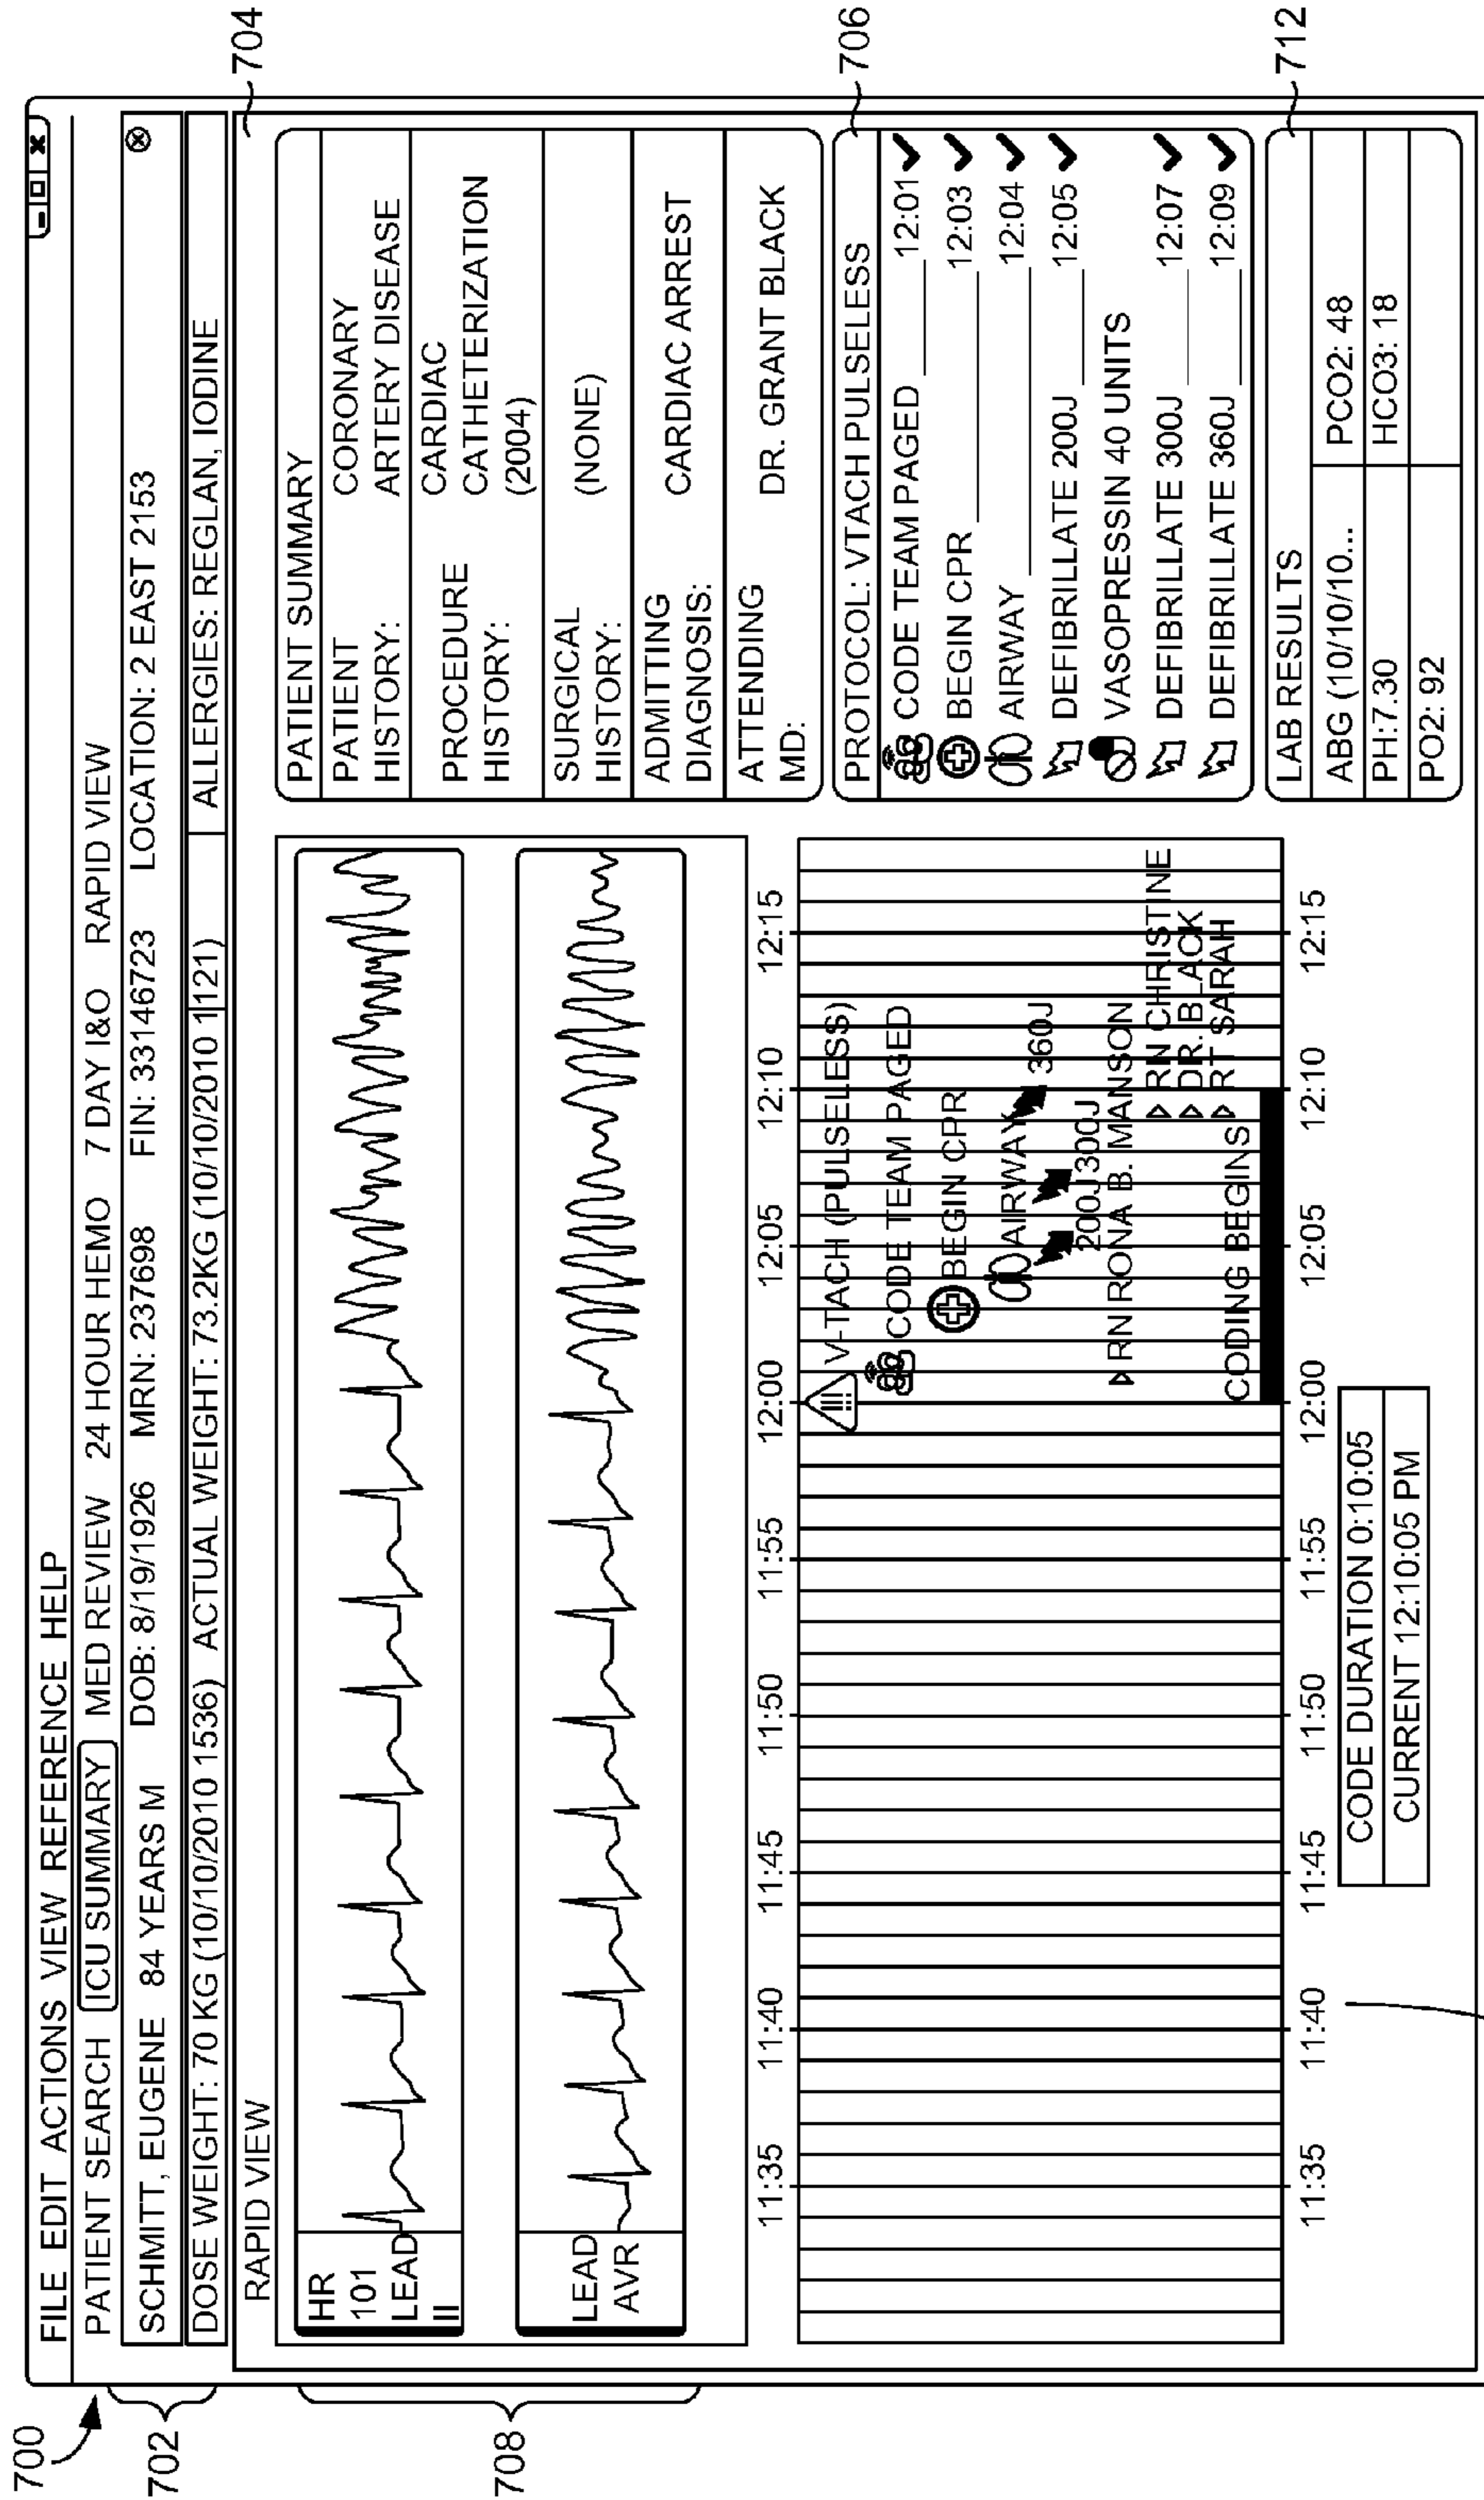 700
FILE EDIT ACTIONS VIEW REFERENCE HELP
PATIENT SEARCH ICU SUMMARY MED REVIEW 24 HOUR HEMO 7 DAY I&O RAPID VIEW
702
SCHMITT, EUGENE 84 YEARS M DOB: 8/19/1926 MRN: 237698 FIN: 33146723 LOCATION: 2 EAST 2153
DOSE WEIGHT: 70 KG (10/10/2010 1536) ACTUAL WEIGHT: 73.2KG (10/10/2010 1121) ALLERGIES: REGLAN, IODINE
704
RAPID VIEW
708
HR
101
LEAD
II
LEAD
AVR
PATIENT SUMMARY
PATIENT HISTORY: CORONARY ARTERY DISEASE
PROCEDURE HISTORY: CARDIAC CATHETERIZATION (2004)
SURGICAL HISTORY: (NONE)
ADMITTING DIAGNOSIS: CARDIAC ARREST
ATTENDING MD: DR. GRANT BLACK
706
PROTOCOL: VTACH PULSELESS
CODE TEAM PAGED 12:01
BEGIN CPR 12:03
AIRWAY 12:04
DEFIBRILLATE 200J 12:05
VASOPRESSIN 40 UNITS
DEFIBRILLATE 300J 12:07
DEFIBRILLATE 360J 12:09
712
LAB RESULTS
ABG (10/10/10...
PCO2: 48
PH:7.30
HCO3: 18
PO2: 92
11:35 11:40 11:45 11:50 11:55 12:00 12:05 12:10 12:15
V-TACH (PULSELESS)
CODE TEAM PAGED
BEGIN CPR
AIRWAY
360J
200J 300J
RN RONA B. MANSON
RN CHRISTINE
DR. BLACK
RT SARAH
CODING BEGINS
11:35 11:40 11:45 11:50 11:55 12:00 12:05 12:10 12:15
CODE DURATION 0:10:05
CURRENT 12:10:05 PM